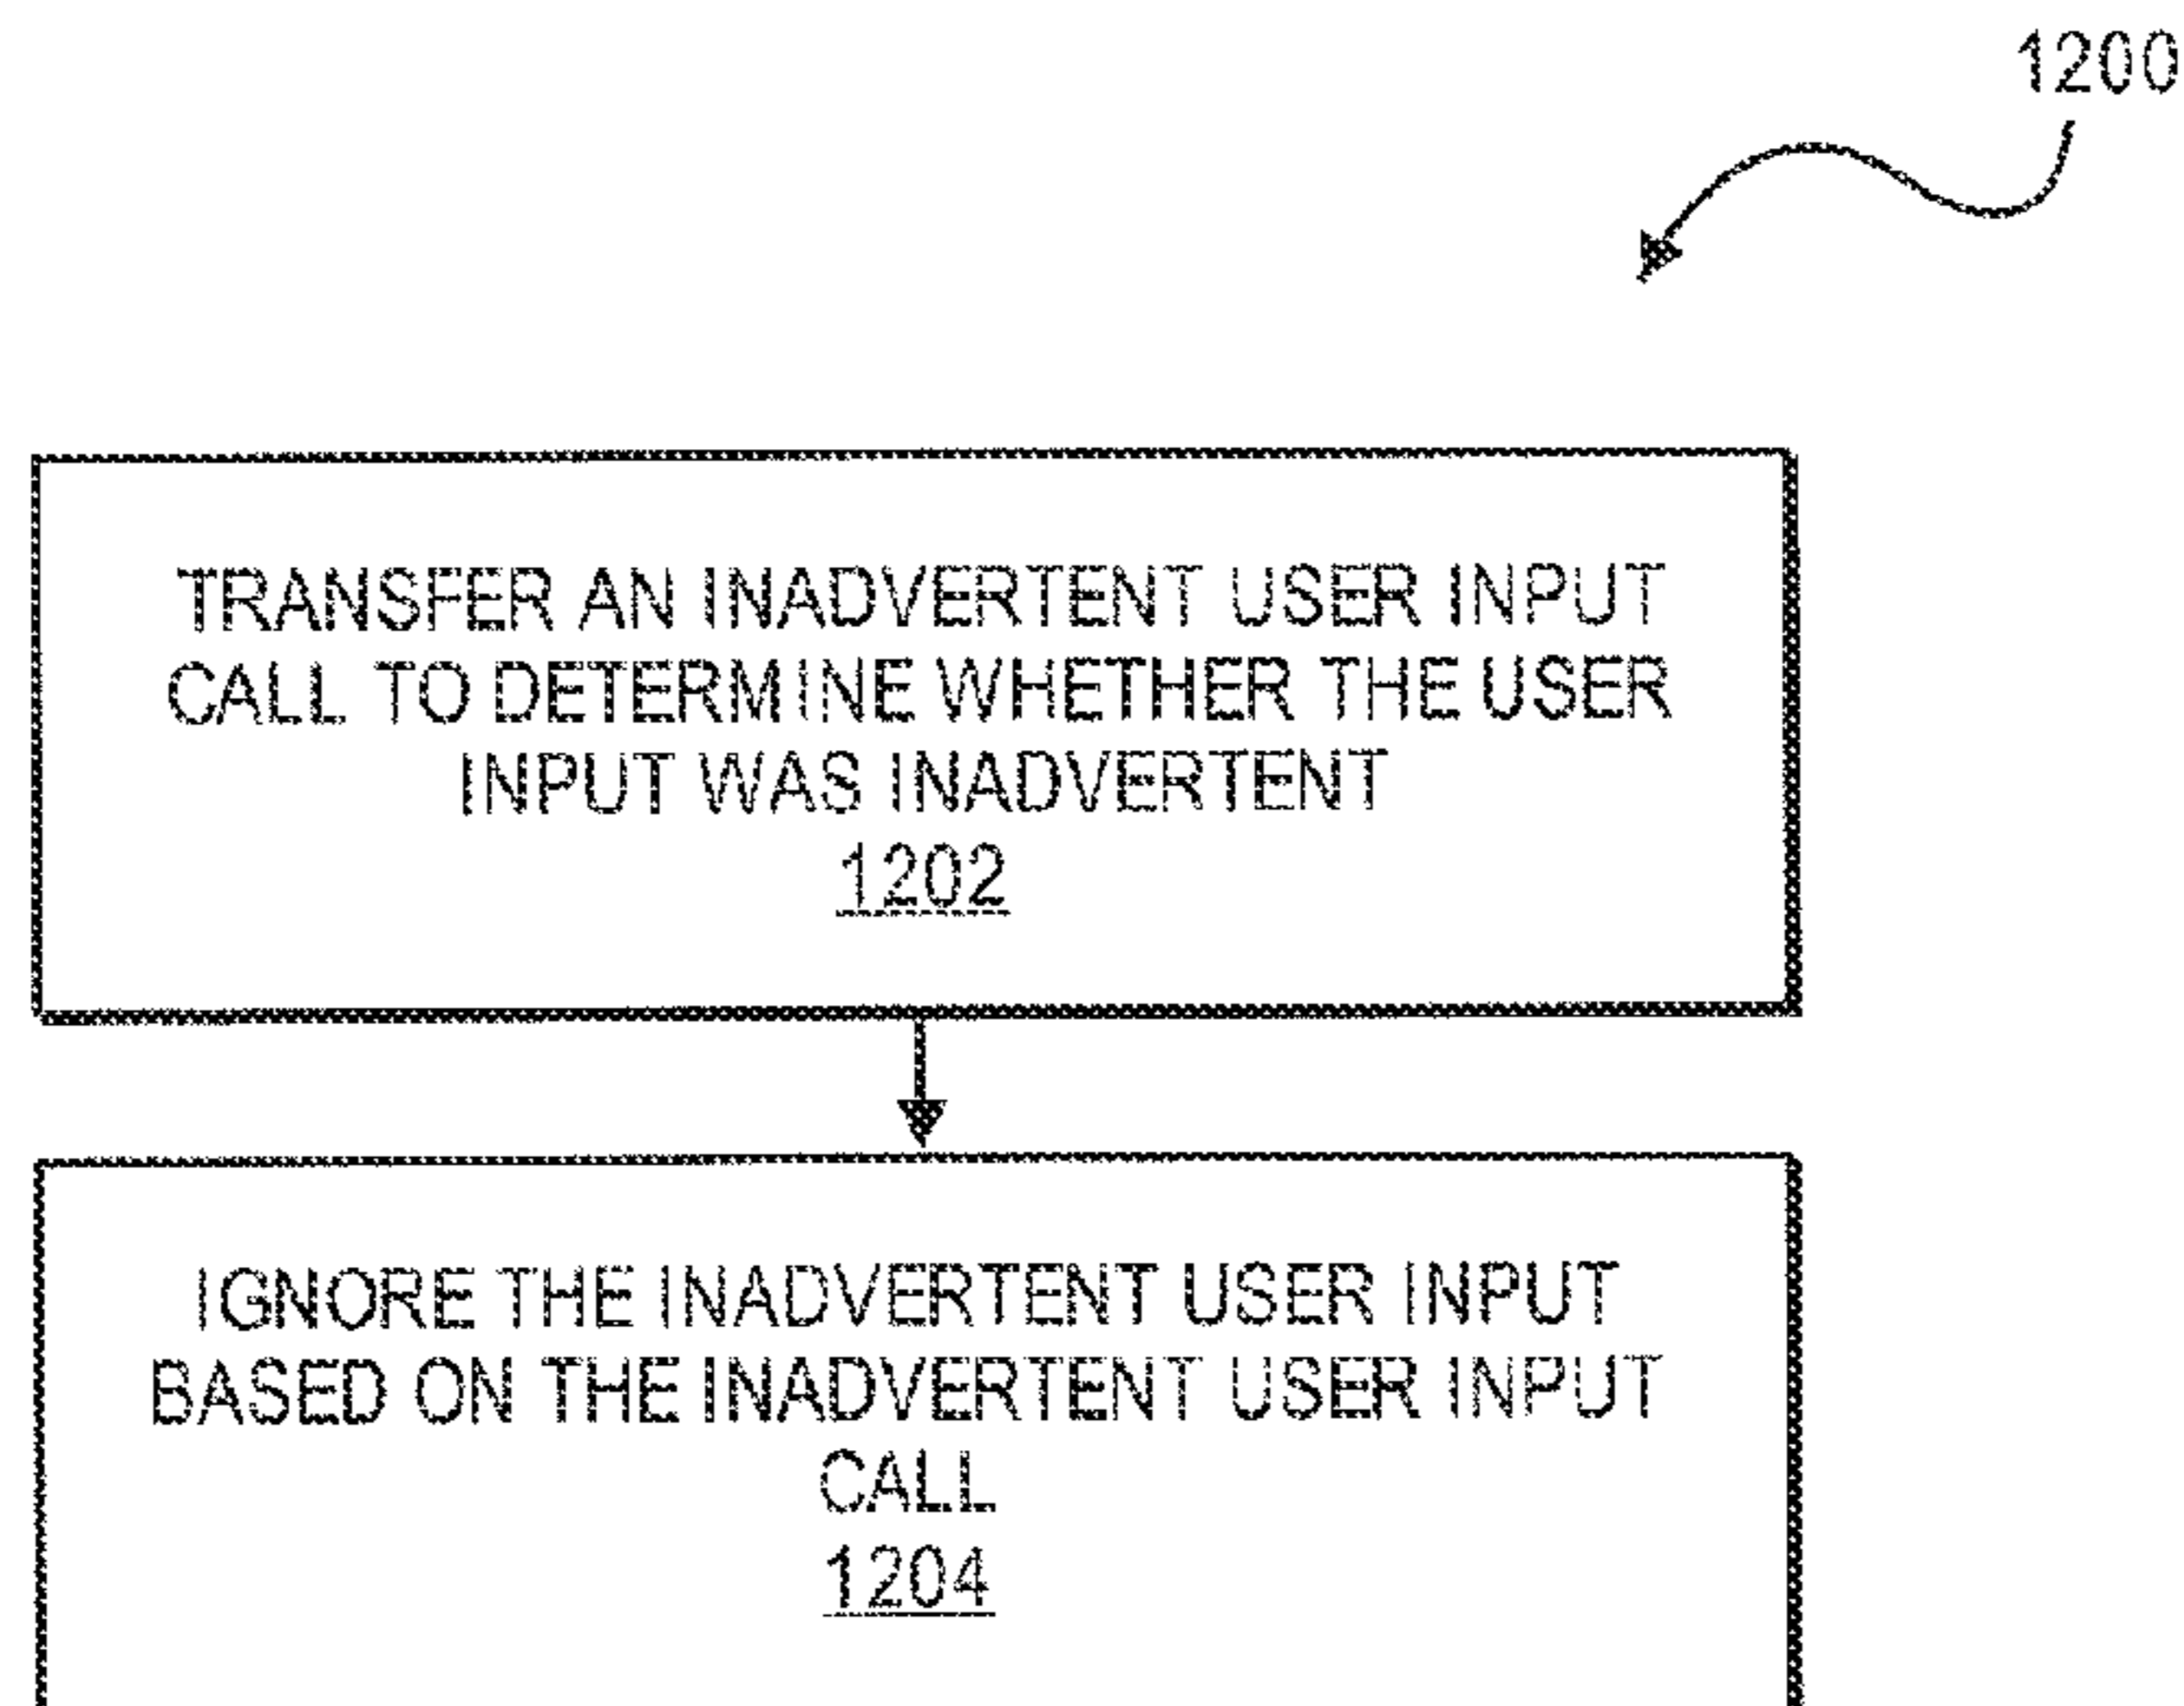 1200
TRANSFER AN INADVERTENT USER INPUT
CALL TO DETERMINE WHETHER THE USER
INPUT WAS INADVERTENT
1202
IGNORE THE INADVERTENT USER INPUT
BASED ON THE INADVERTENT USER INPUT
CALL
1204